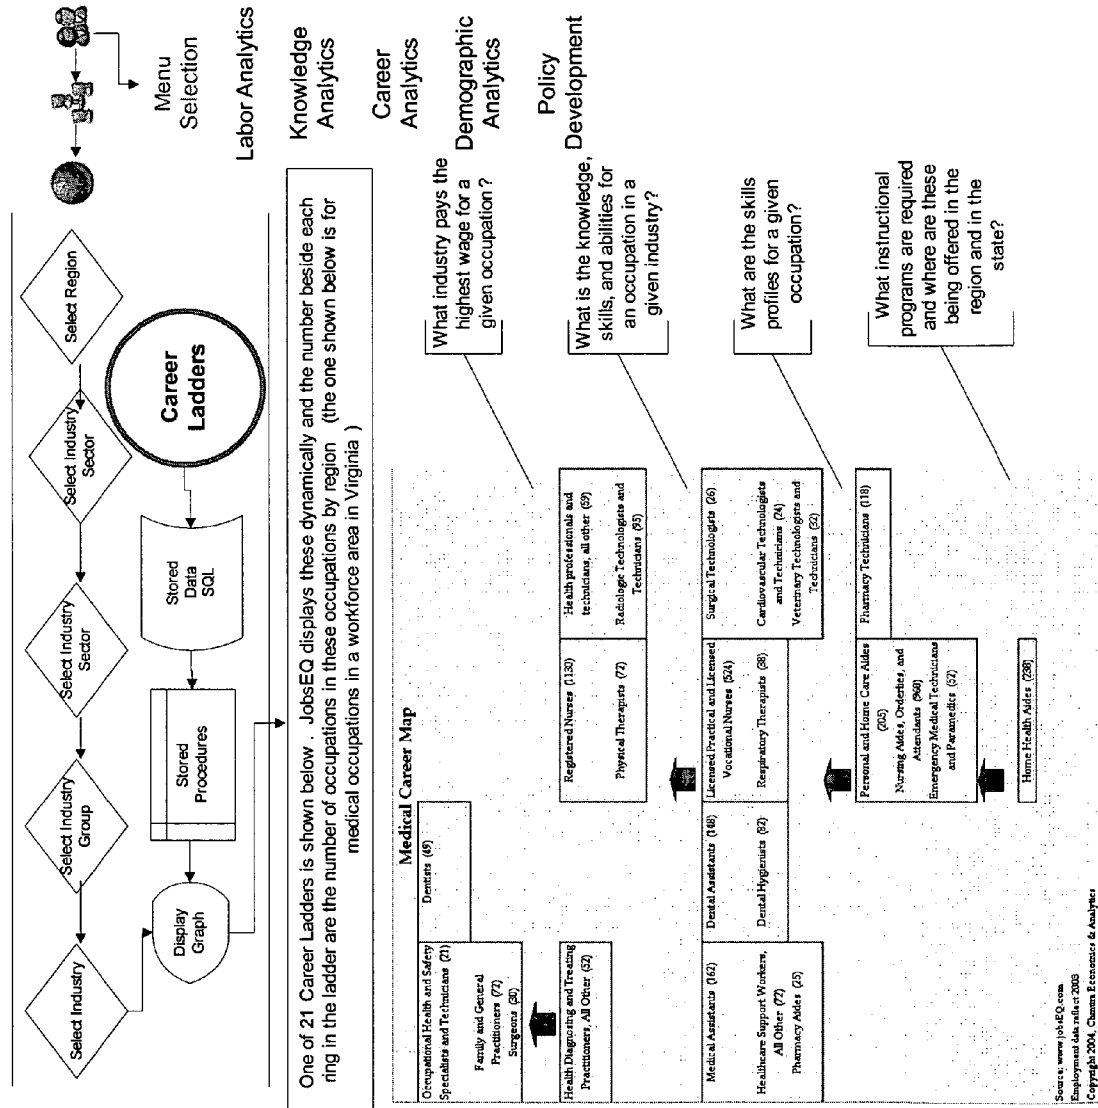 Menu
Selection
Labor Analytics
Knowledge
Analytics
Career
Analytics
Demographic
Analytics
Policy
Development
Select Region
Select Industry
Sector
Select Industry
Sector
Select Industry
Group
Select Industry
Career
Ladders
Stored
Data
SQL
Stored
Procedures
Display
Graph
One of 21 Career Ladders is shown below . JobsEQ displays these dynamically and the number beside each
ring in the ladder are the number of occupations in these occupations by region (the one shown below is for
medical occupations in a workforce area in Virginia )
Medical Career Map
Occupational Health and Safety
Specialists and Technicians (21)
Family and General
Practitioners (72)
Surgeons (30)
Dentists (49)
Health Diagnosing and Treating
Practitioners, All Other (52)
Registered Nurses (1130)
Physical Therapists (72)
Health professionals and
technicians, all other (59)
Radiologic Technologists and
Technicians (95)
Medical Assistants (162)
Healthcare Support Workers,
All Other (72)
Pharmacy Aides (25)
Dental Assistants (148)
Dental Hygienists (52)
Licensed Practical and Licensed
Vocational Nurses (524)
Respiratory Therapists (38)
Surgical Technologists (26)
Cardiovascular Technologists
and Technicians (24)
Veterinary Technologists and
Technicians (32)
Personal and Home Care Aides
(205)
Nursing Aides, Orderlies, and
Attendants (960)
Emergency Medical Technicians
and Paramedics (52)
Pharmacy Technicians (118)
Home Health Aides (238)
Source: www.jobsEQ.com
Employment data reflect 2003
Copyright 2004, Chmura Economics & Analytics
What industry pays the
highest wage for a
given occupation?
What is the knowledge,
skills, and abilities for
an occupation in a
given industry?
What are the skills
profiles for a given
occupation?
What instructional
programs are required
and where are these
being offered in the
region and in the
state?